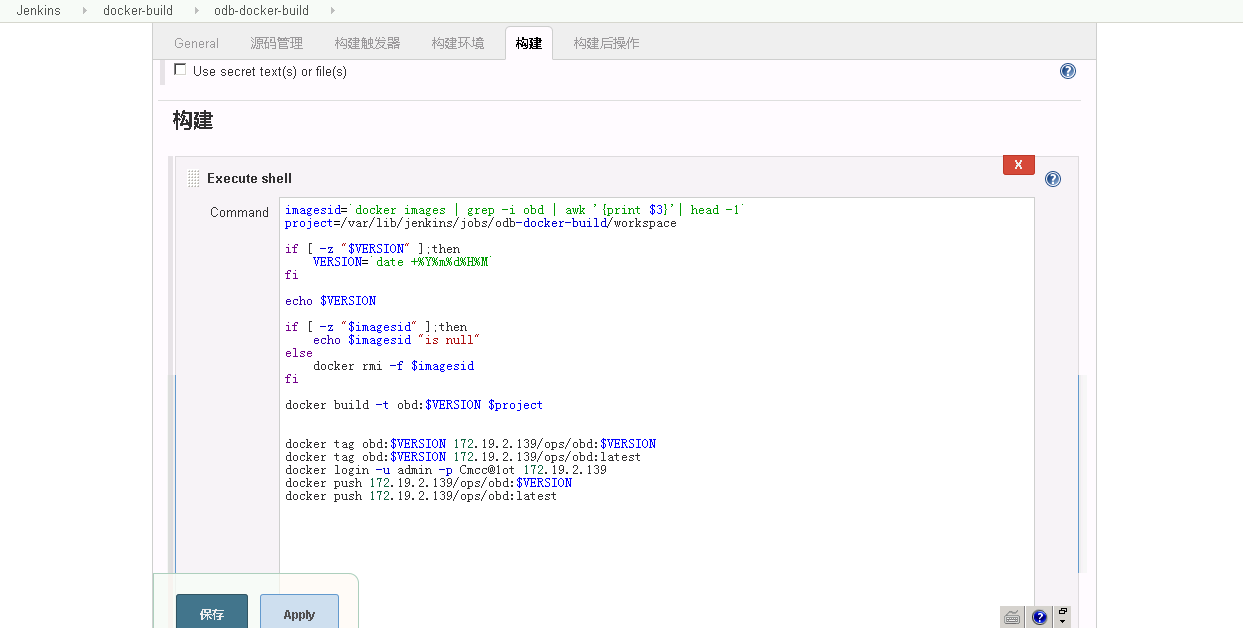 Jenkins docker-build odb-docker-build
General 源码管理 构建触发器 构建环境 构建 构建后操作
Use secret text(s) or file(s)
构建
X
Execute shell
Command
imagesid=`docker images | grep -i obd | awk '{print $3}'| head -1`
project=/var/lib/jenkins/jobs/odb-docker-build/workspace
if [ -z "$VERSION" ];then
VERSION=`date +%Y%m%d%H%M`
fi
echo $VERSION
if [ -z "$imagesid" ];then
echo $imagesid "is null"
else
docker rmi -f $imagesid
fi
docker build -t obd:$VERSION $project
docker tag obd:$VERSION 172.19.2.139/ops/obd:$VERSION
docker tag obd:$VERSION 172.19.2.139/ops/obd:latest
docker login -u admin -p Cmcc@1ot 172.19.2.139
docker push 172.19.2.139/ops/obd:$VERSION
docker push 172.19.2.139/ops/obd:latest
保存 Apply